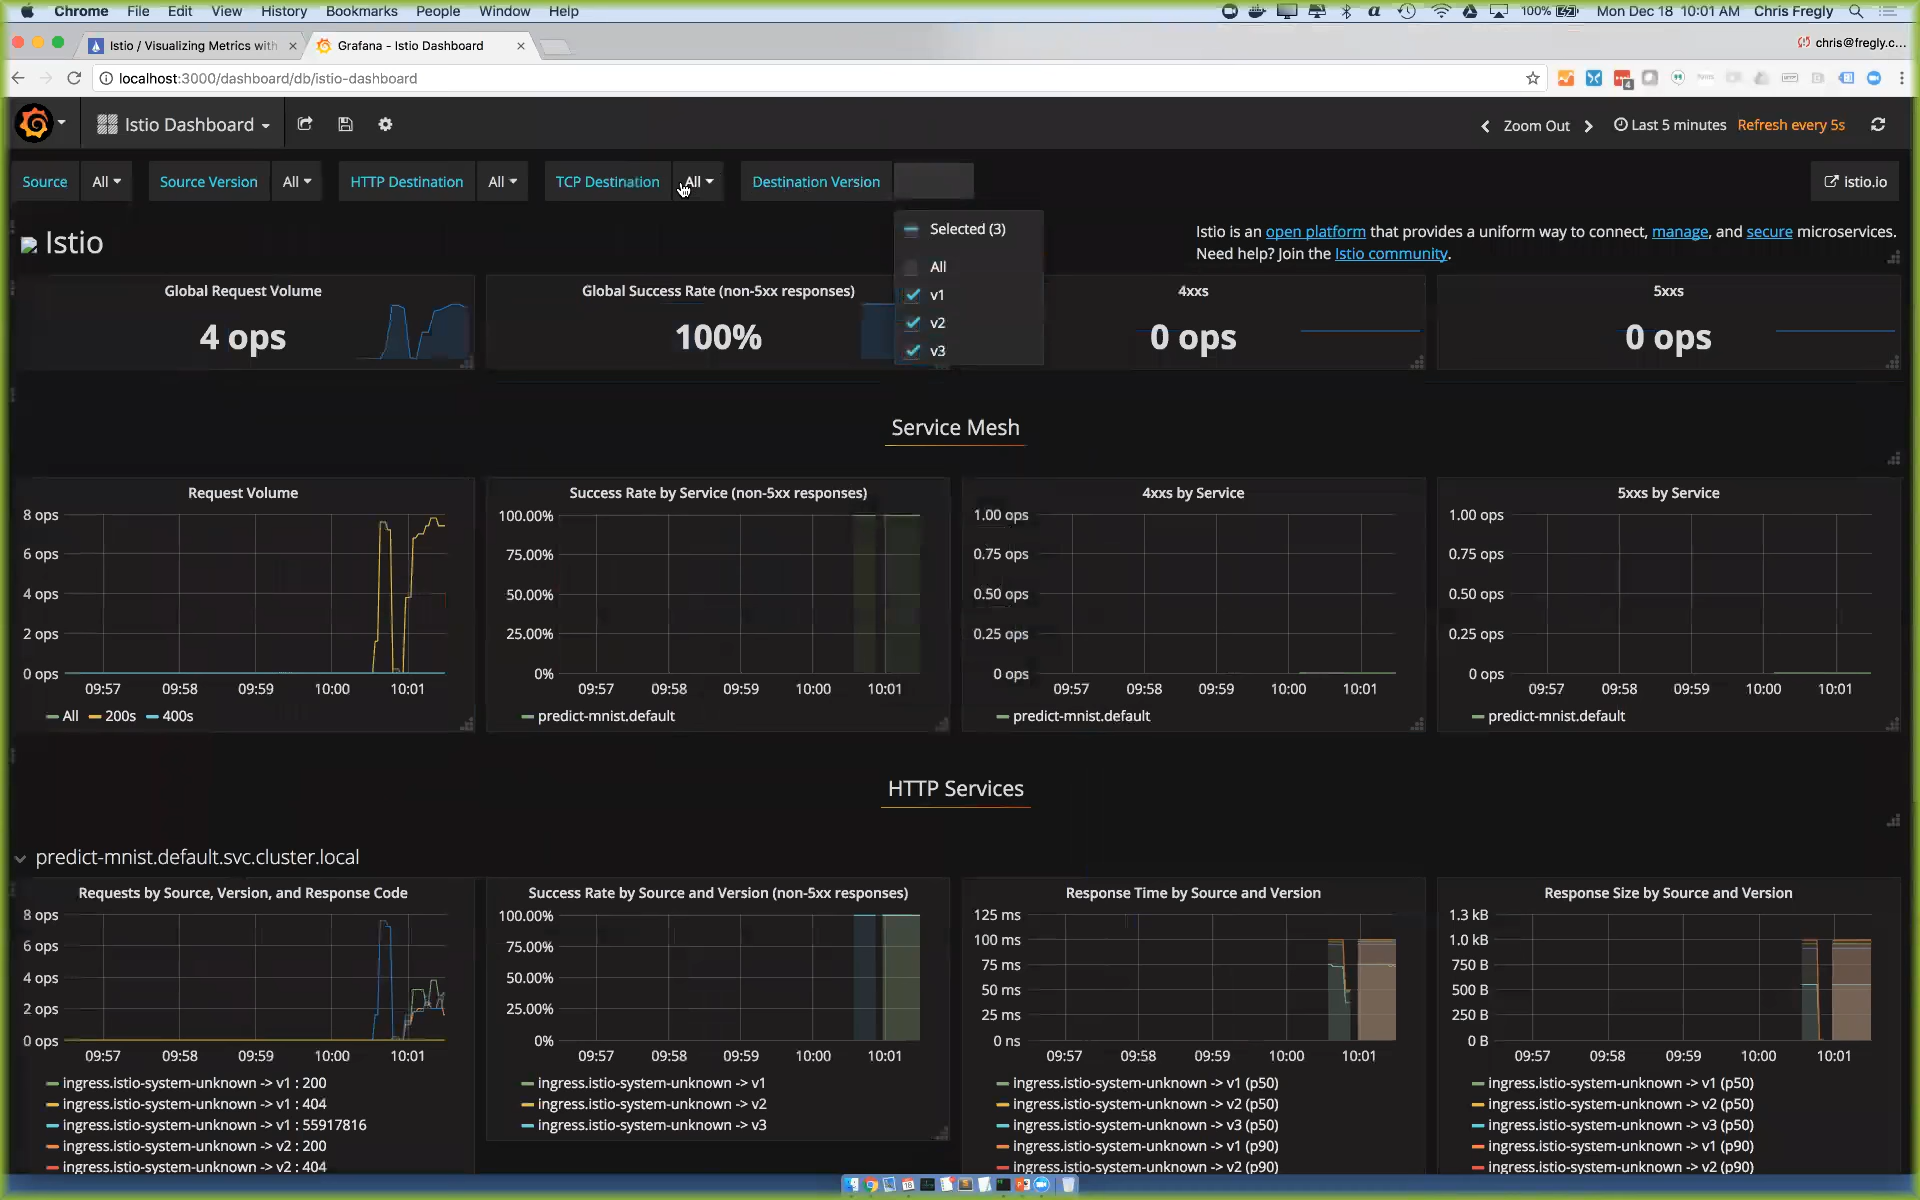 Chrome File Edit View History Bookmarks People Window Help 100% Mon Dec 18 10:01 AM Chris Fregly
Istio / Visualizing Metrics with Grafana - Istio Dashboard chris@fregly.c...
localhost:3000/dashboard/db/istio-dashboard 4
Istio Dashboard Zoom Out Last 5 minutes Refresh every 5s
Source All Source Version All HTTP Destination All TCP Destination All Destination Version istio.io
Selected (3)
All
v1
v2
v3
Istio
Istio is an open platform that provides a uniform way to connect, manage, and secure microservices.
Need help? Join the Istio community.
Global Request Volume
4 ops
Global Success Rate (non-5xx responses)
100%
4xxs
0 ops
5xxs
0 ops
Service Mesh
Request Volume
8 ops
6 ops
4 ops
2 ops
0 ops
09:57 09:58 09:59 10:00 10:01
All 200s 400s
Success Rate by Service (non-5xx responses)
100.00%
75.00%
50.00%
25.00%
0%
09:57 09:58 09:59 10:00 10:01
predict-mnist.default
4xxs by Service
1.00 ops
0.75 ops
0.50 ops
0.25 ops
0 ops
09:57 09:58 09:59 10:00 10:01
predict-mnist.default
5xxs by Service
1.00 ops
0.75 ops
0.50 ops
0.25 ops
0 ops
09:57 09:58 09:59 10:00 10:01
predict-mnist.default
HTTP Services
predict-mnist.default.svc.cluster.local
Requests by Source, Version, and Response Code
8 ops
6 ops
4 ops
2 ops
0 ops
09:57 09:58 09:59 10:00 10:01
ingress.istio-system-unknown -> v1 : 200
ingress.istio-system-unknown -> v1 : 404
ingress.istio-system-unknown -> v1 : 55917816
ingress.istio-system-unknown -> v2 : 200
ingress.istio-system-unknown -> v2 : 404
Success Rate by Source and Version (non-5xx responses)
100.00%
75.00%
50.00%
25.00%
0%
09:57 09:58 09:59 10:00 10:01
ingress.istio-system-unknown -> v1
ingress.istio-system-unknown -> v2
ingress.istio-system-unknown -> v3
Response Time by Source and Version
125 ms
100 ms
75 ms
50 ms
25 ms
0 ns
09:57 09:58 09:59 10:00 10:01
ingress.istio-system-unknown -> v1 (p50)
ingress.istio-system-unknown -> v2 (p50)
ingress.istio-system-unknown -> v3 (p50)
ingress.istio-system-unknown -> v1 (p90)
ingress.istio-system-unknown -> v2 (p90)
Response Size by Source and Version
1.3 kB
1.0 kB
750 B
500 B
250 B
0 B
09:57 09:58 09:59 10:00 10:01
ingress.istio-system-unknown -> v1 (p50)
ingress.istio-system-unknown -> v2 (p50)
ingress.istio-system-unknown -> v3 (p50)
ingress.istio-system-unknown -> v1 (p90)
ingress.istio-system-unknown -> v2 (p90)